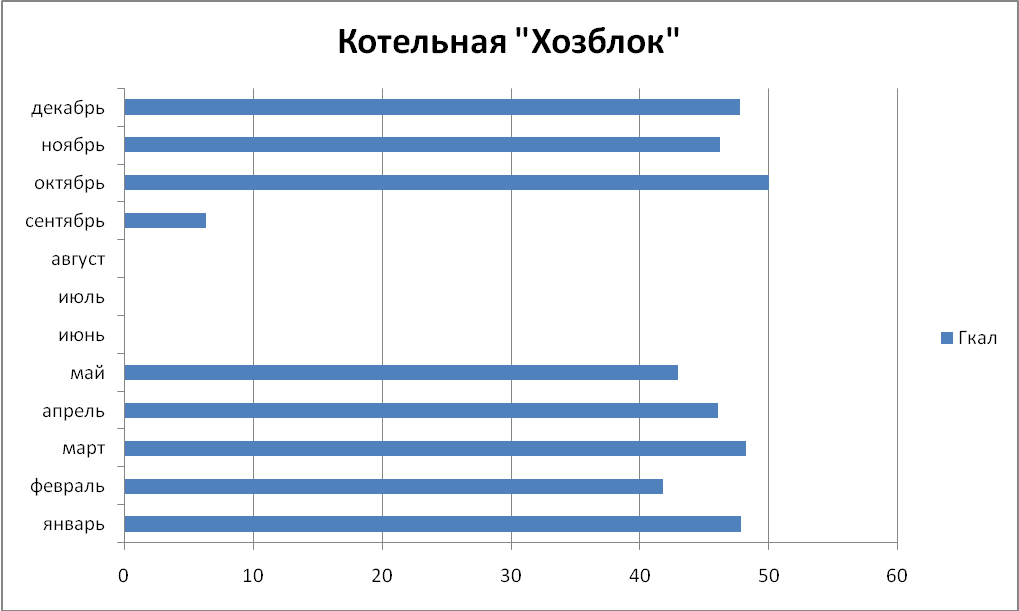 Котельная "Хозблок"
декабрь
ноябрь
октябрь
сентябрь
август
июль
июнь
май
апрель
март
февраль
январь
0 10 20 30 40 50 60
Гкал